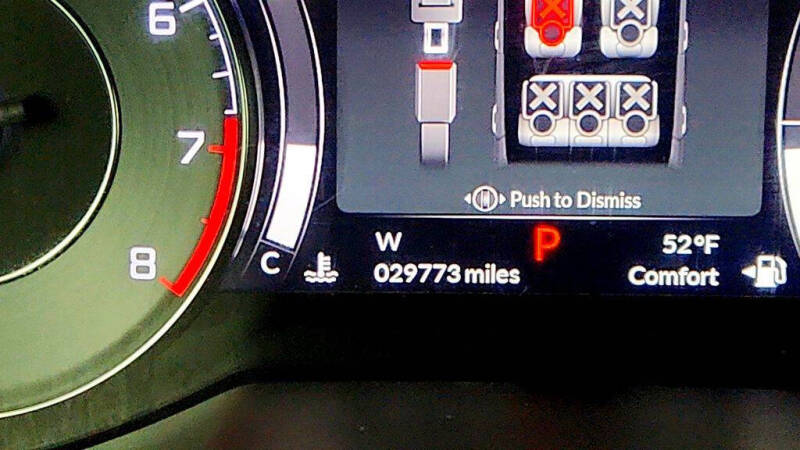 6
7
8
Push to Dismiss
W
P
52°F
C
029773 miles
Comfort